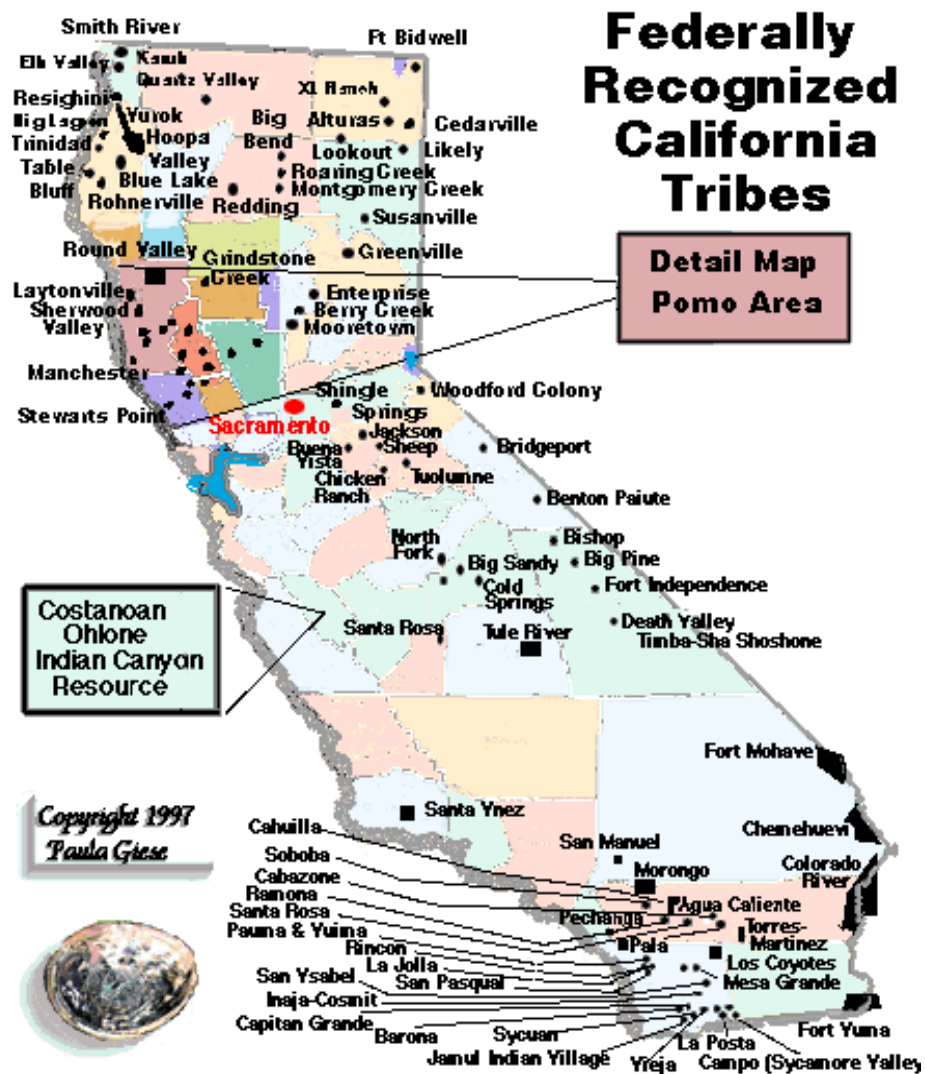 Federally
Recognized
California
Tribes
Smith River
Ft Bidwell
Elk Valley
Karuk
Quartz Valley
XL Ranch
Resighini
Big Lagoon
Yurok
Big
Alturas
Cedarville
Trinidad
Hoopa
Bend
Lookout
Likely
Table
Valley
Roaring Creek
Bluff
Blue Lake
Montgomery Creek
Rohnerville
Redding
Susanville
Detail Map
Pomo Area
Round Valley
Grindstone
Creek
Greenville
Laytonville
Enterprise
Sherwood
Valley
Berry Creek
Mooretown
Manchester
Shingle
Springs
Woodford Colony
Stewarts Point
Sacramento
Jackson
Buena
Vista
Sheep
Bridgeport
Chicken
Ranch
Tuolumne
Benton Paiute
North
Fork
Bishop
Big Sandy
Big Pine
Cold
Springs
Fort Independence
Costanoan
Ohlone
Indian Canyan
Resource
Santa Rosa
Tule River
Death Valley
Timba-Sha Shoshone
Fort Mohave
Copyright 1997
Paula Giese
Santa Ynez
Cahuilla
San Manuel
Chemehuevi
Soboba
Morongo
Colorado
River
Cabazone
Ramona
Agua Caliente
Santa Rosa
Pechanga
Torres-
Martinez
Pauma & Yuima
Pala
Rincon
Los Coyotes
La Jolla
San Ysabel
San Pasqual
Mesa Grande
Inaja-Cosmit
Capitan Grande
Barona
Sycuan
Fort Yuma
Jamul Indian Village
La Posta
Vieja
Campo (Sycamore Valley